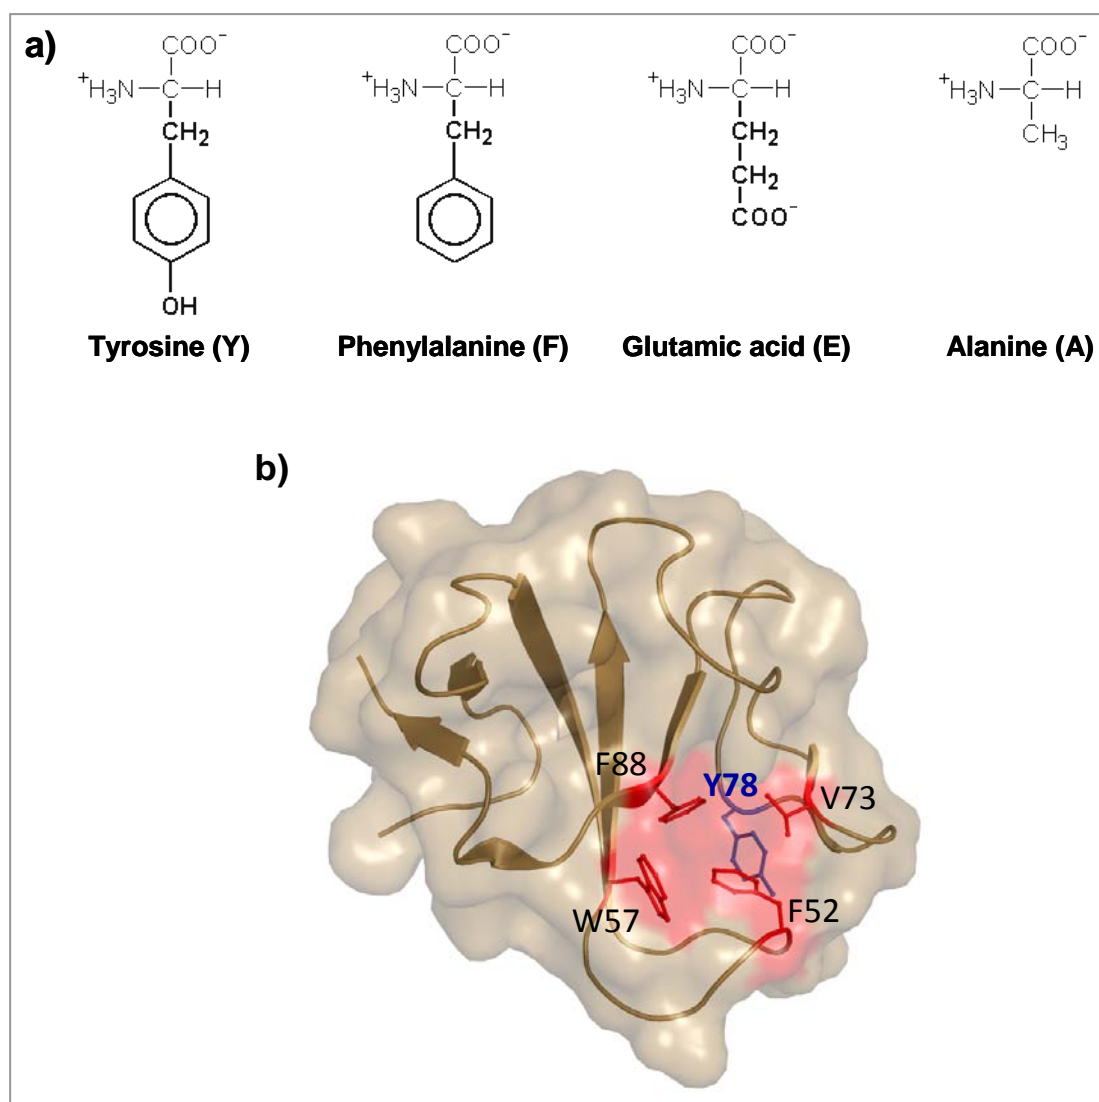 a)
COO⁻ COO⁻ COO⁻ COO⁻
⁺H₃N—C—H ⁺H₃N—C—H ⁺H₃N—C—H ⁺H₃N—C—H
CH₂ CH₂ CH₂ CH₃
CH₂
COO⁻
OH
Tyrosine (Y) Phenylalanine (F) Glutamic acid (E) Alanine (A)
b)
F88
Y78
V73
W57
F52